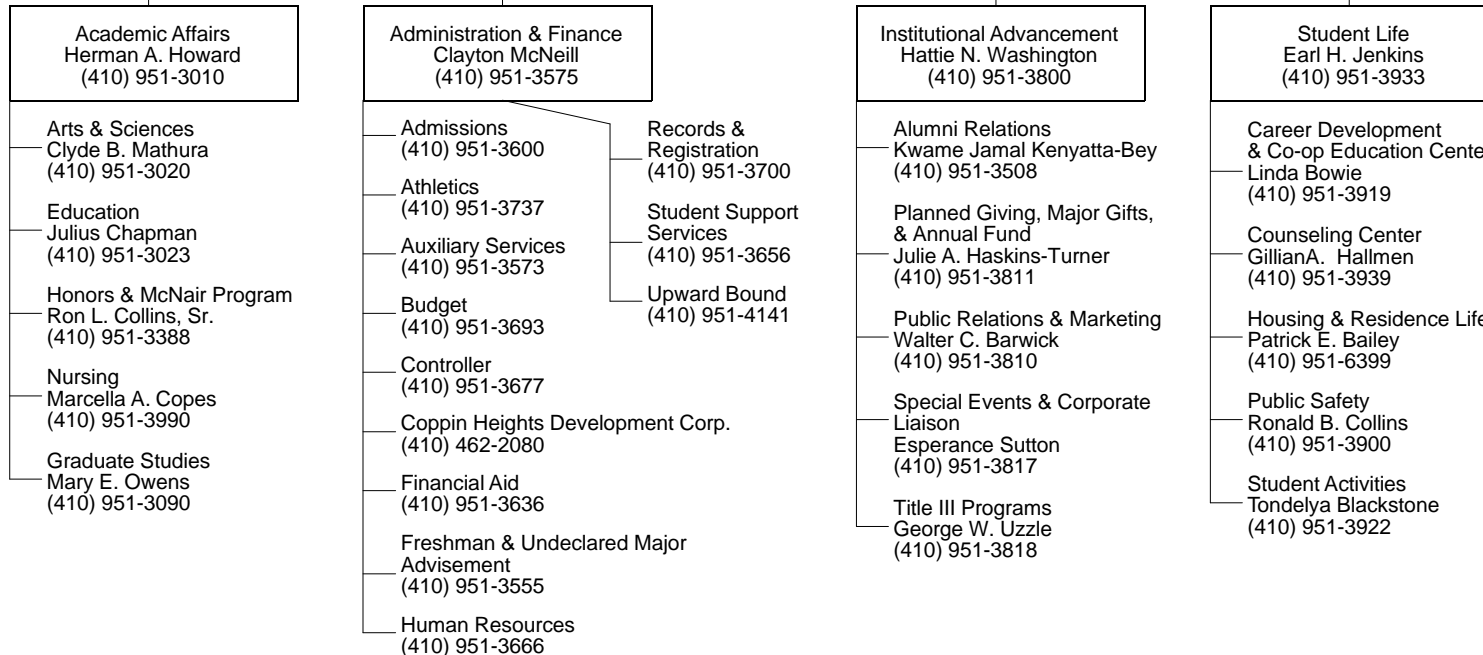 Academic Affairs
Herman A. Howard
(410) 951-3010
Arts & Sciences
Clyde B. Mathura
(410) 951-3020
Education
Julius Chapman
(410) 951-3023
Honors & McNair Program
Ron L. Collins, Sr.
(410) 951-3388
Nursing
Marcella A. Copes
(410) 951-3990
Graduate Studies
Mary E. Owens
(410) 951-3090
Administration & Finance
Clayton McNeill
(410) 951-3575
Admissions
(410) 951-3600
Athletics
(410) 951-3737
Auxiliary Services
(410) 951-3573
Budget
(410) 951-3693
Controller
(410) 951-3677
Coppin Heights Development Corp.
(410) 462-2080
Financial Aid
(410) 951-3636
Freshman & Undeclared Major
Advisement
(410) 951-3555
Human Resources
(410) 951-3666
Records &
Registration
(410) 951-3700
Student Support
Services
(410) 951-3656
Upward Bound
(410) 951-4141
Institutional Advancement
Hattie N. Washington
(410) 951-3800
Alumni Relations
Kwame Jamal Kenyatta-Bey
(410) 951-3508
Planned Giving, Major Gifts,
& Annual Fund
Julie A. Haskins-Turner
(410) 951-3811
Public Relations & Marketing
Walter C. Barwick
(410) 951-3810
Special Events & Corporate
Liaison
Esperance Sutton
(410) 951-3817
Title III Programs
George W. Uzzle
(410) 951-3818
Student Life
Earl H. Jenkins
(410) 951-3933
Career Development
& Co-op Education Cente
Linda Bowie
(410) 951-3919
Counseling Center
GillianA. Hallmen
(410) 951-3939
Housing & Residence Life
Patrick E. Bailey
(410) 951-6399
Public Safety
Ronald B. Collins
(410) 951-3900
Student Activities
Tondelya Blackstone
(410) 951-3922